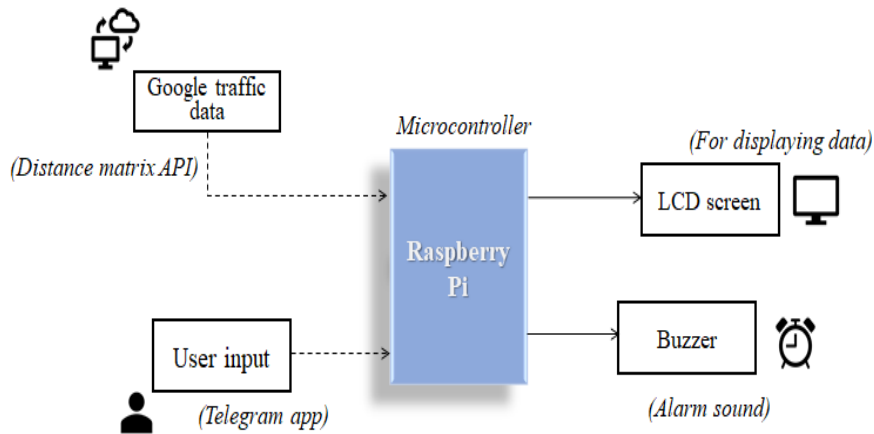 Google traffic
data
(Distance matrix API)
Microcontroller
Raspberry
Pi
(For displaying data)
LCD screen
User input
(Telegram app)
Buzzer
(Alarm sound)